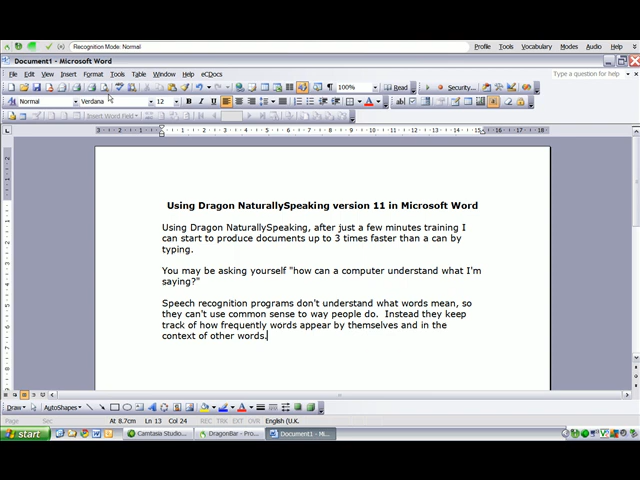 Recognition Mode: Normal
Profile Tools Vocabulary Modes Audio Help
Document1 - Microsoft Word
File Edit View Insert Format Tools Table Window Help eCDocs
Type a question for help
100% Read Security...
Normal Verdana 12 B I U
Insert Word Field
Using Dragon NaturallySpeaking version 11 in Microsoft Word
Using Dragon NaturallySpeaking, after just a few minutes training I
can start to produce documents up to 3 times faster than a can by
typing.
You may be asking yourself "how can a computer understand what I'm
saying?"
Speech recognition programs don't understand what words mean, so
they can't use common sense to way people do. Instead they keep
track of how frequently words appear by themselves and in the
context of other words.
Draw AutoShapes
Page Sec At 8.7cm Ln 13 Col 24 REC TRK EXT OVR English (U.K.
start Camtasia Studio... DragonBar - Pro... Document1 - Mi...